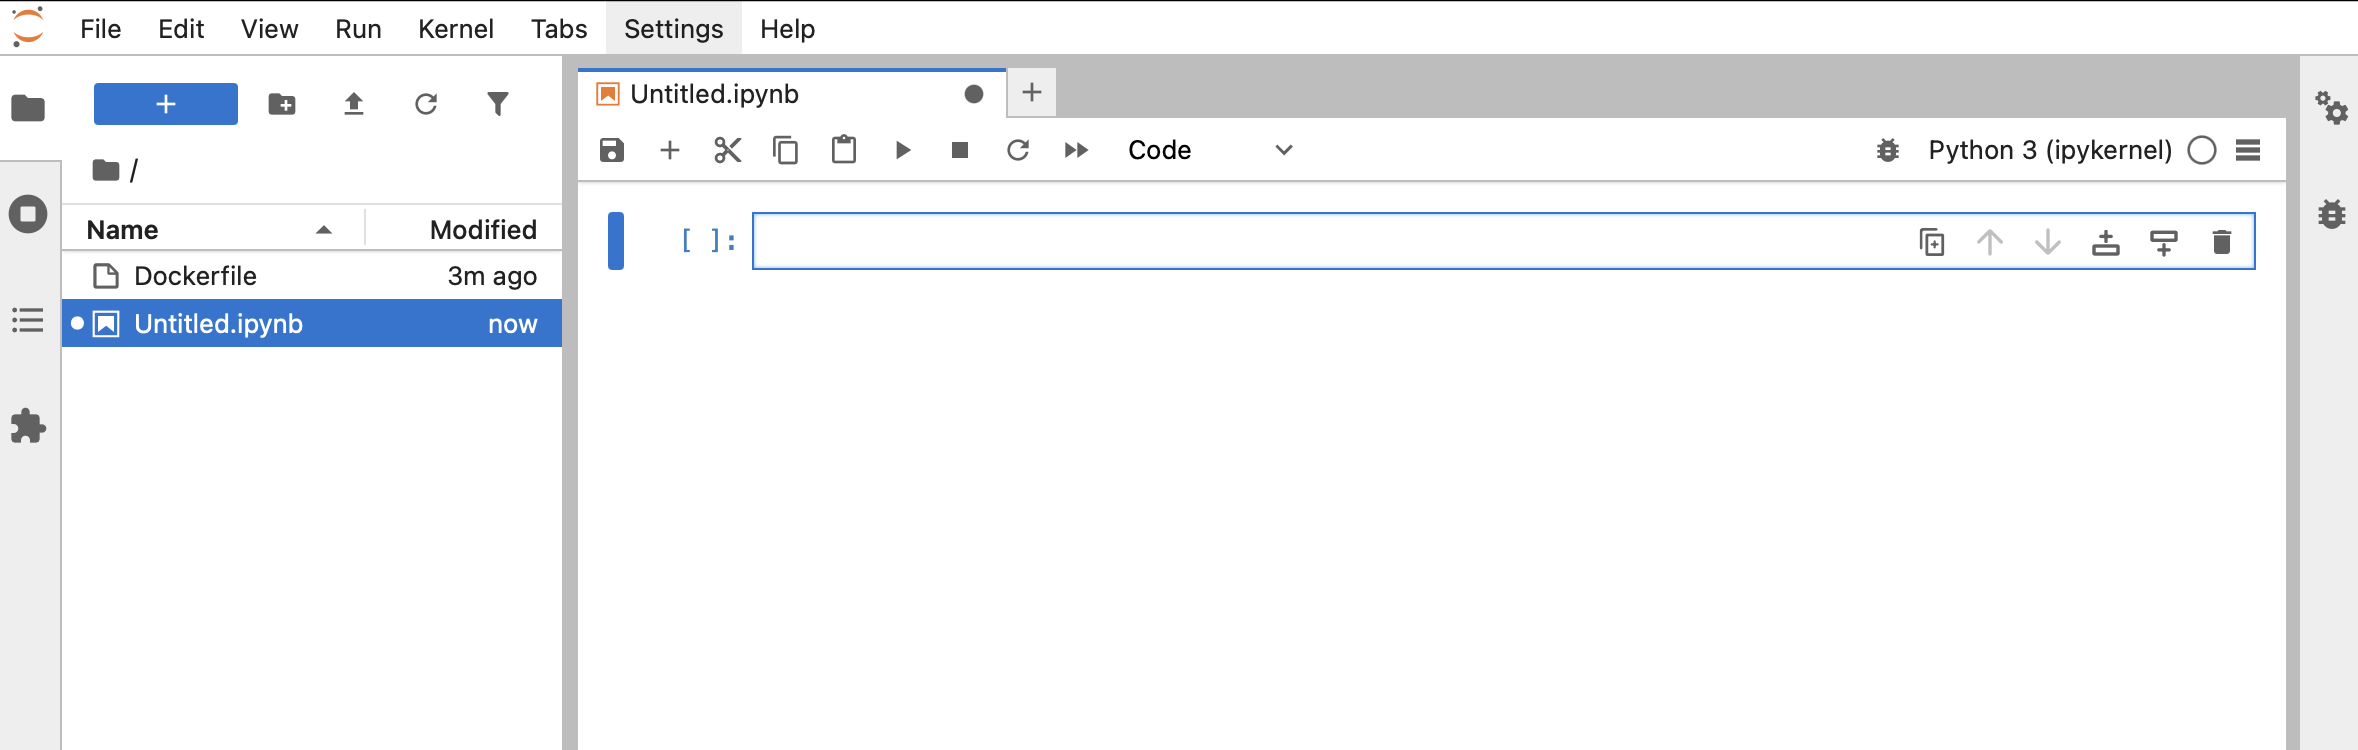 File Edit View Run Kernel Tabs Settings Help
Untitled.ipynb
Code
Python 3 (ipykernel)
/
Name Modified
Dockerfile 3m ago
Untitled.ipynb now
[ ]: